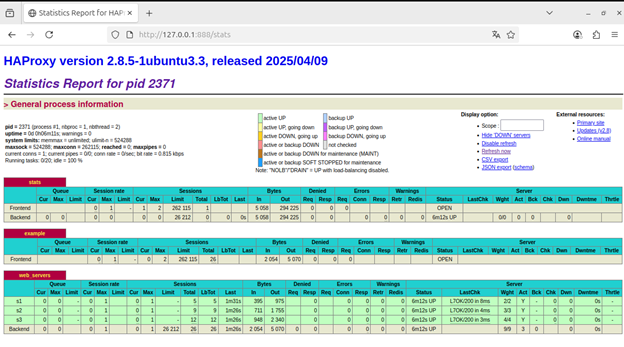 Statistics Report for HAP
http://127.0.0.1:888/stats
HAProxy version 2.8.5-1ubuntu3.3, released 2025/04/09
Statistics Report for pid 2371
> General process information
pid = 2371 (process #1, nbproc = 1, nbthread = 2)
uptime = 0d 0h06m11s; warnings = 0
system limits: memmax = unlimited; ulimit-n = 524288
maxsock = 524288; maxconn = 262115; reached = 0; maxpipes = 0
current conns = 1; current pipes = 0/0; conn rate = 0/sec; bit rate = 0.815 kbps
Running tasks: 0/20; idle = 100 %
active UP backup UP
active UP, going down backup UP, going down
active DOWN, going up backup DOWN, going up
active or backup DOWN not checked
active or backup DOWN for maintenance (MAINT)
active or backup SOFT STOPPED for maintenance
Note: "NOLB"/"DRAIN" = UP with load-balancing disabled.
Display option:
Scope :
Hide 'DOWN' servers
Disable refresh
Refresh now
CSV export
JSON export (schema)
External resources:
Primary site
Updates (v2.8)
Online manual
stats
Queue Session rate Sessions Bytes Denied Errors Warnings Server
Cur Max Limit Cur Max Limit Cur Max Limit Total LbTot Last In Out Req Resp Req Conn Resp Retr Redis Status LastChk Wght Act Bck Chk Dwn Dwntme Thrtle
Frontend 0 1 - 1 2 262 115 1 5 058 294 225 0 0 0 OPEN
Backend 0 0 0 0 0 0 26 212 0 0 0s 5 058 294 225 0 0 0 0 0 0 6m12s UP 0/0 0 0 0
example
Queue Session rate Sessions Bytes Denied Errors Warnings Server
Cur Max Limit Cur Max Limit Cur Max Limit Total LbTot Last In Out Req Resp Req Conn Resp Retr Redis Status LastChk Wght Act Bck Chk Dwn Dwntme Thrtle
Frontend 0 1 - 0 2 262 115 26 2 054 5 070 0 0 0 OPEN
web_servers
Queue Session rate Sessions Bytes Denied Errors Warnings Server
Cur Max Limit Cur Max Limit Cur Max Limit Total LbTot Last In Out Req Resp Req Conn Resp Retr Redis Status LastChk Wght Act Bck Chk Dwn Dwntme Thrtle
s1 0 0 - 0 1 0 1 - 5 5 1m31s 395 975 0 0 0 0 0 6m12s UP L7OK/200 in 8ms 2/2 Y - 0 0 0s -
s2 0 0 - 0 1 0 1 - 9 9 1m26s 711 1 755 0 0 0 0 0 6m12s UP L7OK/200 in 4ms 3/3 Y - 0 0 0s -
s3 0 0 - 0 1 0 1 - 12 12 1m26s 948 2 340 0 0 0 0 0 6m12s UP L7OK/200 in 3ms 4/4 Y - 0 0 0s -
Backend 0 0 0 1 0 1 26 212 26 26 1m26s 2 054 5 070 0 0 0 0 0 0 6m12s UP 9/9 3 0 0 0s